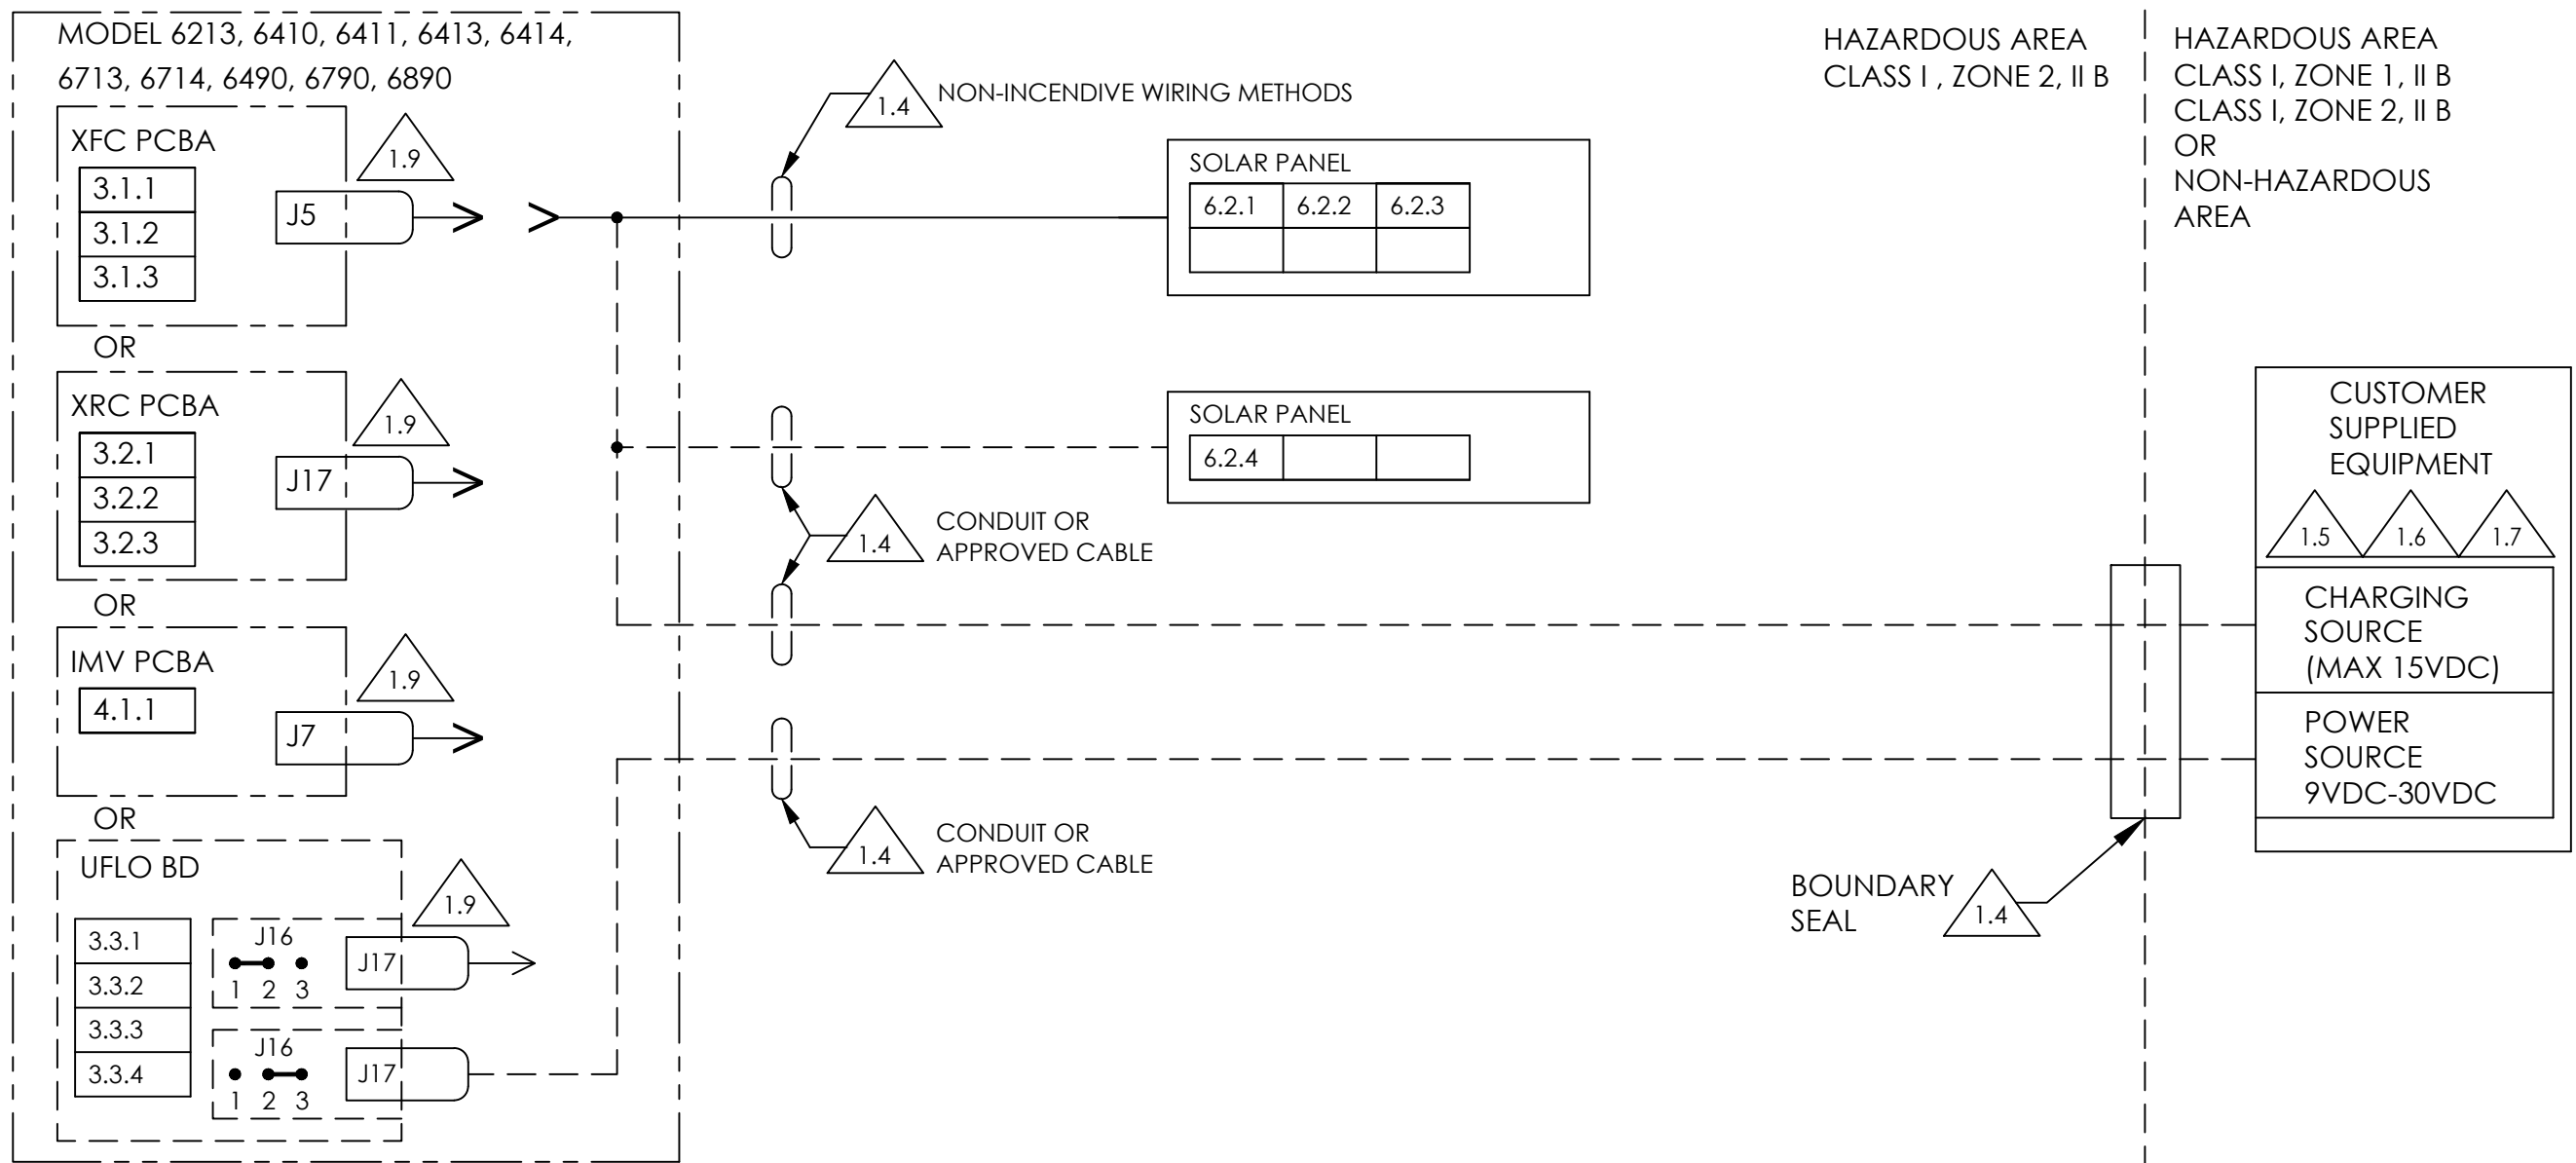 MODEL 6213, 6410, 6411, 6413, 6414,
6713, 6714, 6490, 6790, 6890
XFC PCBA
3.1.1
3.1.2
3.1.3
J5
1.9
OR
XRC PCBA
3.2.1
3.2.2
3.2.3
J17
1.9
OR
IMV PCBA
4.1.1
J7
1.9
OR
UFLO BD
3.3.1
3.3.2
3.3.3
3.3.4
J16
1 2 3
J17
1.9
J16
1 2 3
J17
1.4
NON-INCENDIVE WIRING METHODS
SOLAR PANEL
6.2.1 6.2.2 6.2.3
SOLAR PANEL
6.2.4
1.4
CONDUIT OR
APPROVED CABLE
1.4
CONDUIT OR
APPROVED CABLE
HAZARDOUS AREA
CLASS I , ZONE 2, II B
HAZARDOUS AREA
CLASS I, ZONE 1, II B
CLASS I, ZONE 2, II B
OR
NON-HAZARDOUS
AREA
CUSTOMER
SUPPLIED
EQUIPMENT
1.5 1.6 1.7
CHARGING
SOURCE
(MAX 15VDC)
POWER
SOURCE
9VDC-30VDC
BOUNDARY
SEAL
1.4